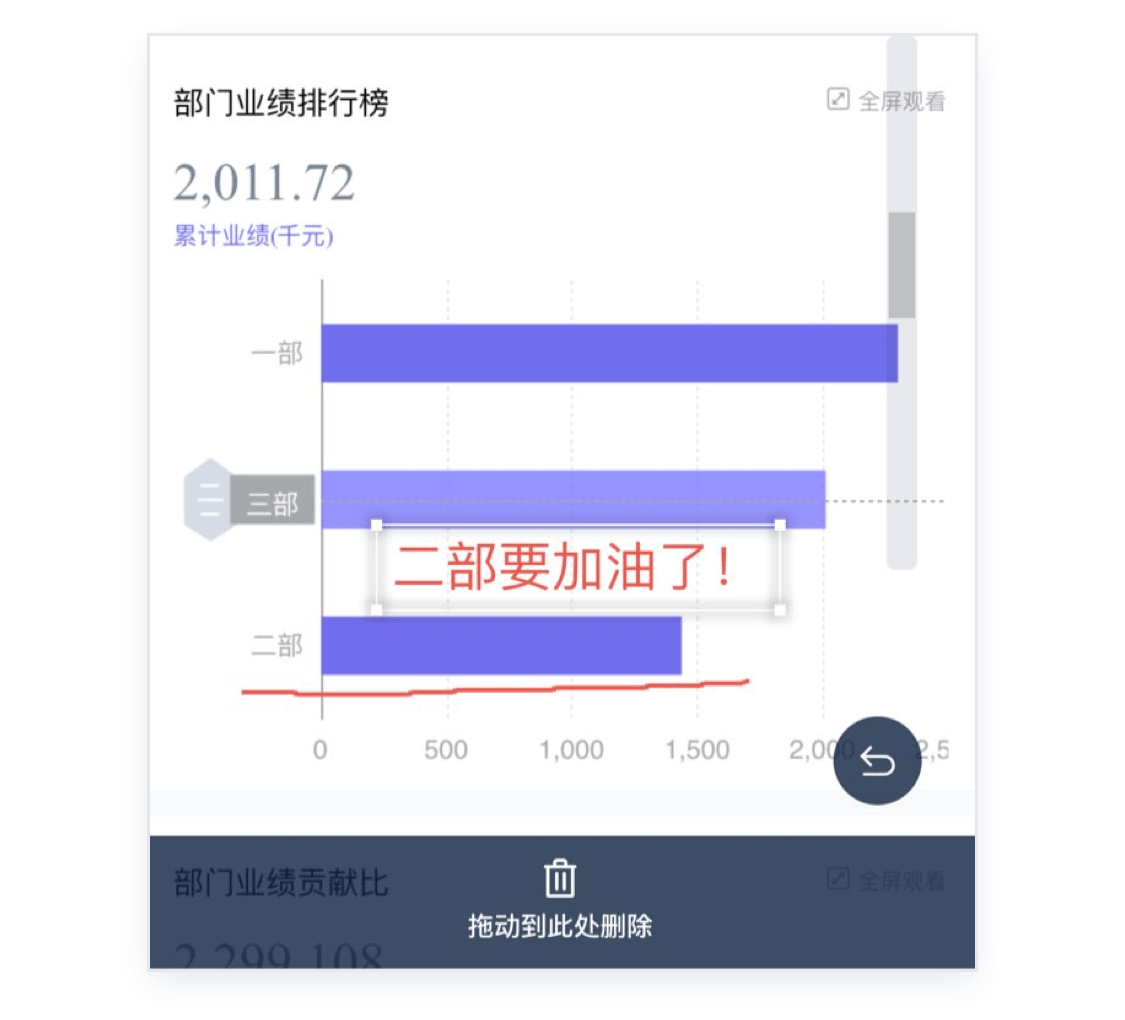 部门业绩排行榜
全屏观看
2,011.72
累计业绩(千元)
一部
三部
二部要加油了！
二部
0 500 1,000 1,500 2,000 2,5
部门业绩贡献比
全屏观看
拖动到此处删除
2,299.108